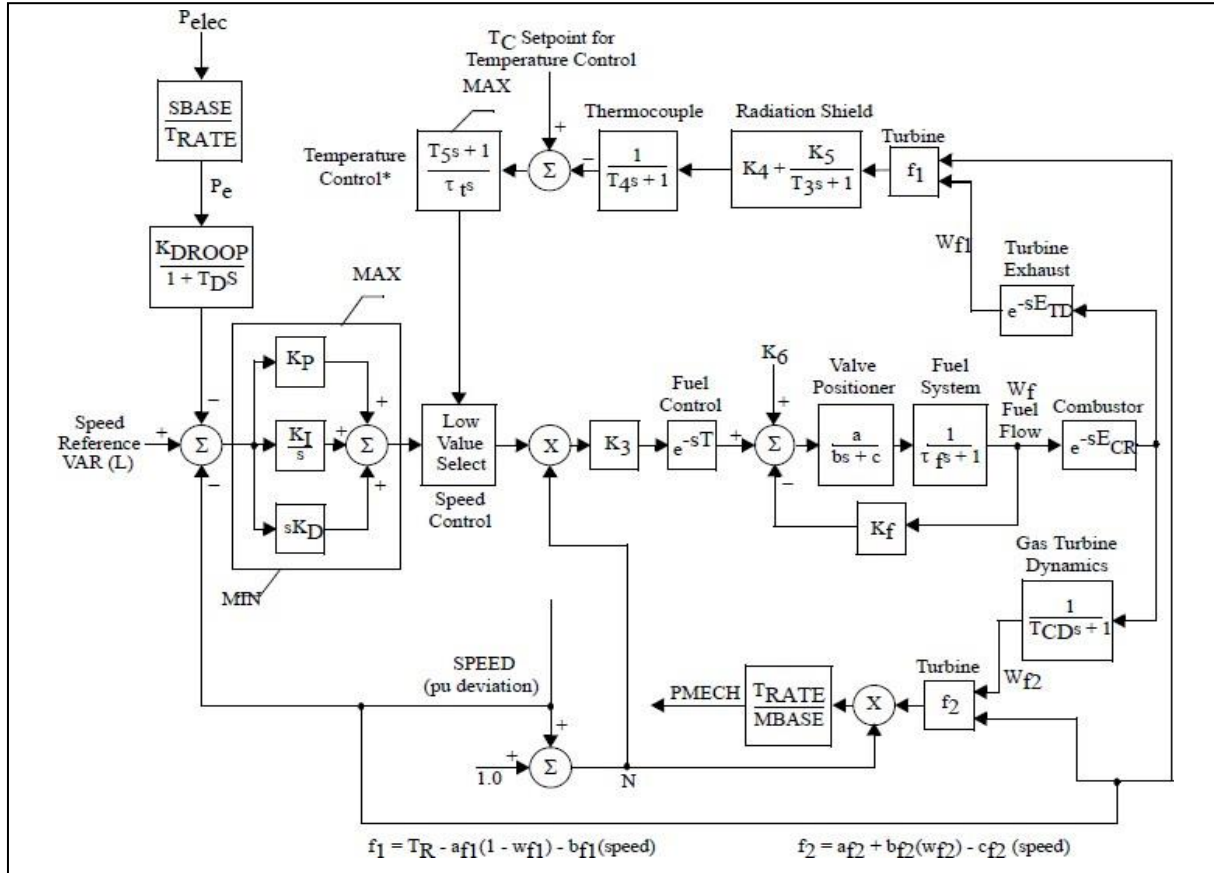 Pelec
SBASE
TRATE
Pe
KDROOP
1 + TDS
TC Setpoint for
Temperature Control
MAX
Temperature
Control*
T5s + 1
τ ts
+
Σ
−
Thermocouple
1
T4s + 1
Radiation Shield
K4 + K5
T3s + 1
Turbine
f1
Wf1
Turbine
Exhaust
e-sETD
MAX
−
Speed
Reference
VAR (L)
+
Σ
−
KP
KI
s
sKD
+
+
Σ
+
MIN
Low
Value
Select
Speed
Control
X
K3
Fuel
Control
e-sT
K6
+
+
Σ
−
Valve
Positioner
a
bs + c
Fuel
System
1
τ fs + 1
Wf
Fuel
Flow
Combustor
e-sECR
Kf
Gas Turbine
Dynamics
1
TCDs + 1
Wf2
SPEED
(pu deviation)
+
1.0
+
Σ
N
PMECH
TRATE
MBASE
X
Turbine
f2
f1 = TR - af1(1 - wf1) - bf1(speed)
f2 = af2 + bf2(wf2) - cf2 (speed)